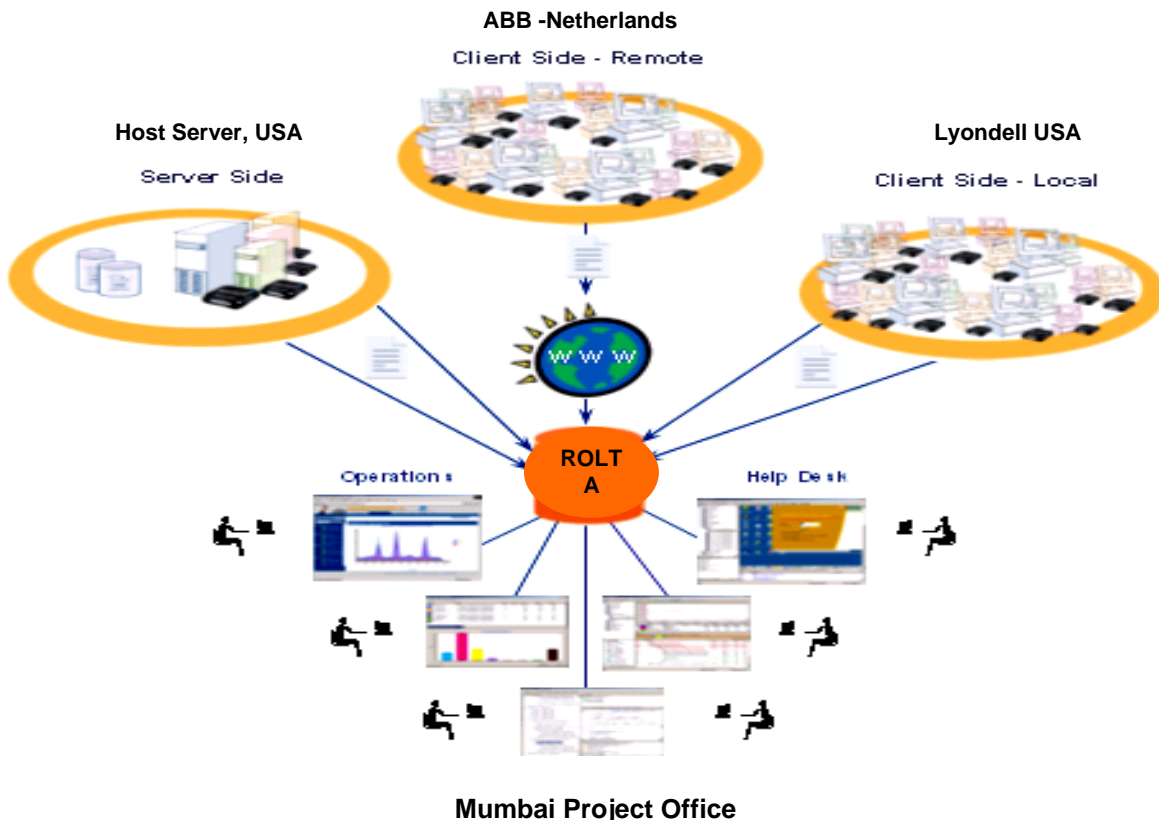 ABB -Netherlands
Client Side - Remote
Host Server, USA
Server Side
Lyondell USA
Client Side - Local
W W W
ROLT
A
Operations
Help Desk
Mumbai Project Office